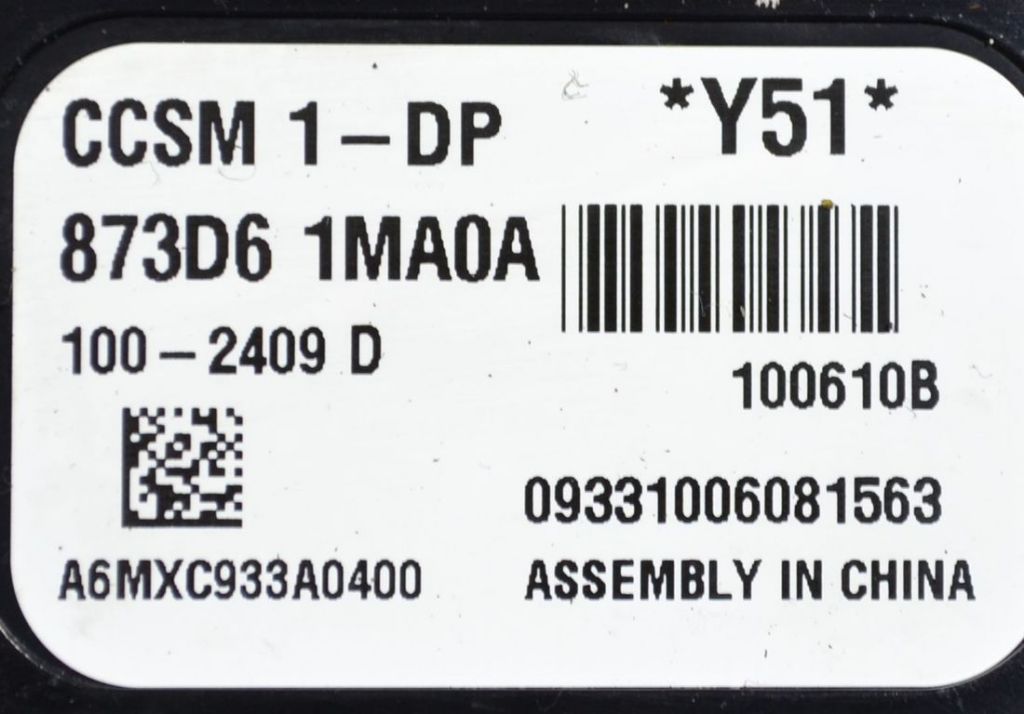 CCSM 1-DP
*Y51*
873D6 1MA0A
100-2409 D
100610B
09331006081563
A6MXC933A0400
ASSEMBLY IN CHINA